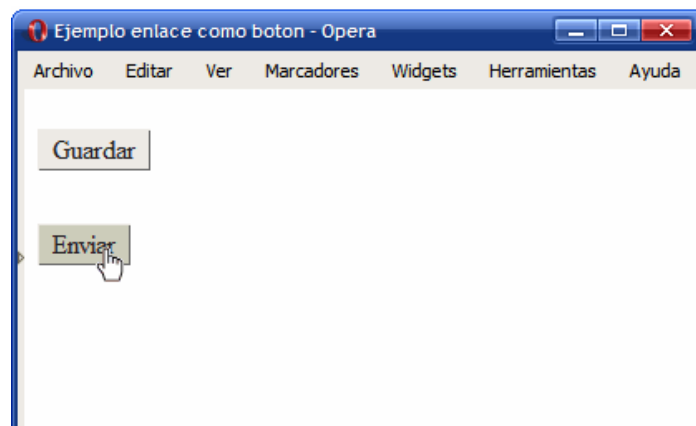 Ejemplo enlace como boton - Opera
Archivo Editar Ver Marcadores Widgets Herramientas Ayuda
Guardar
Enviar